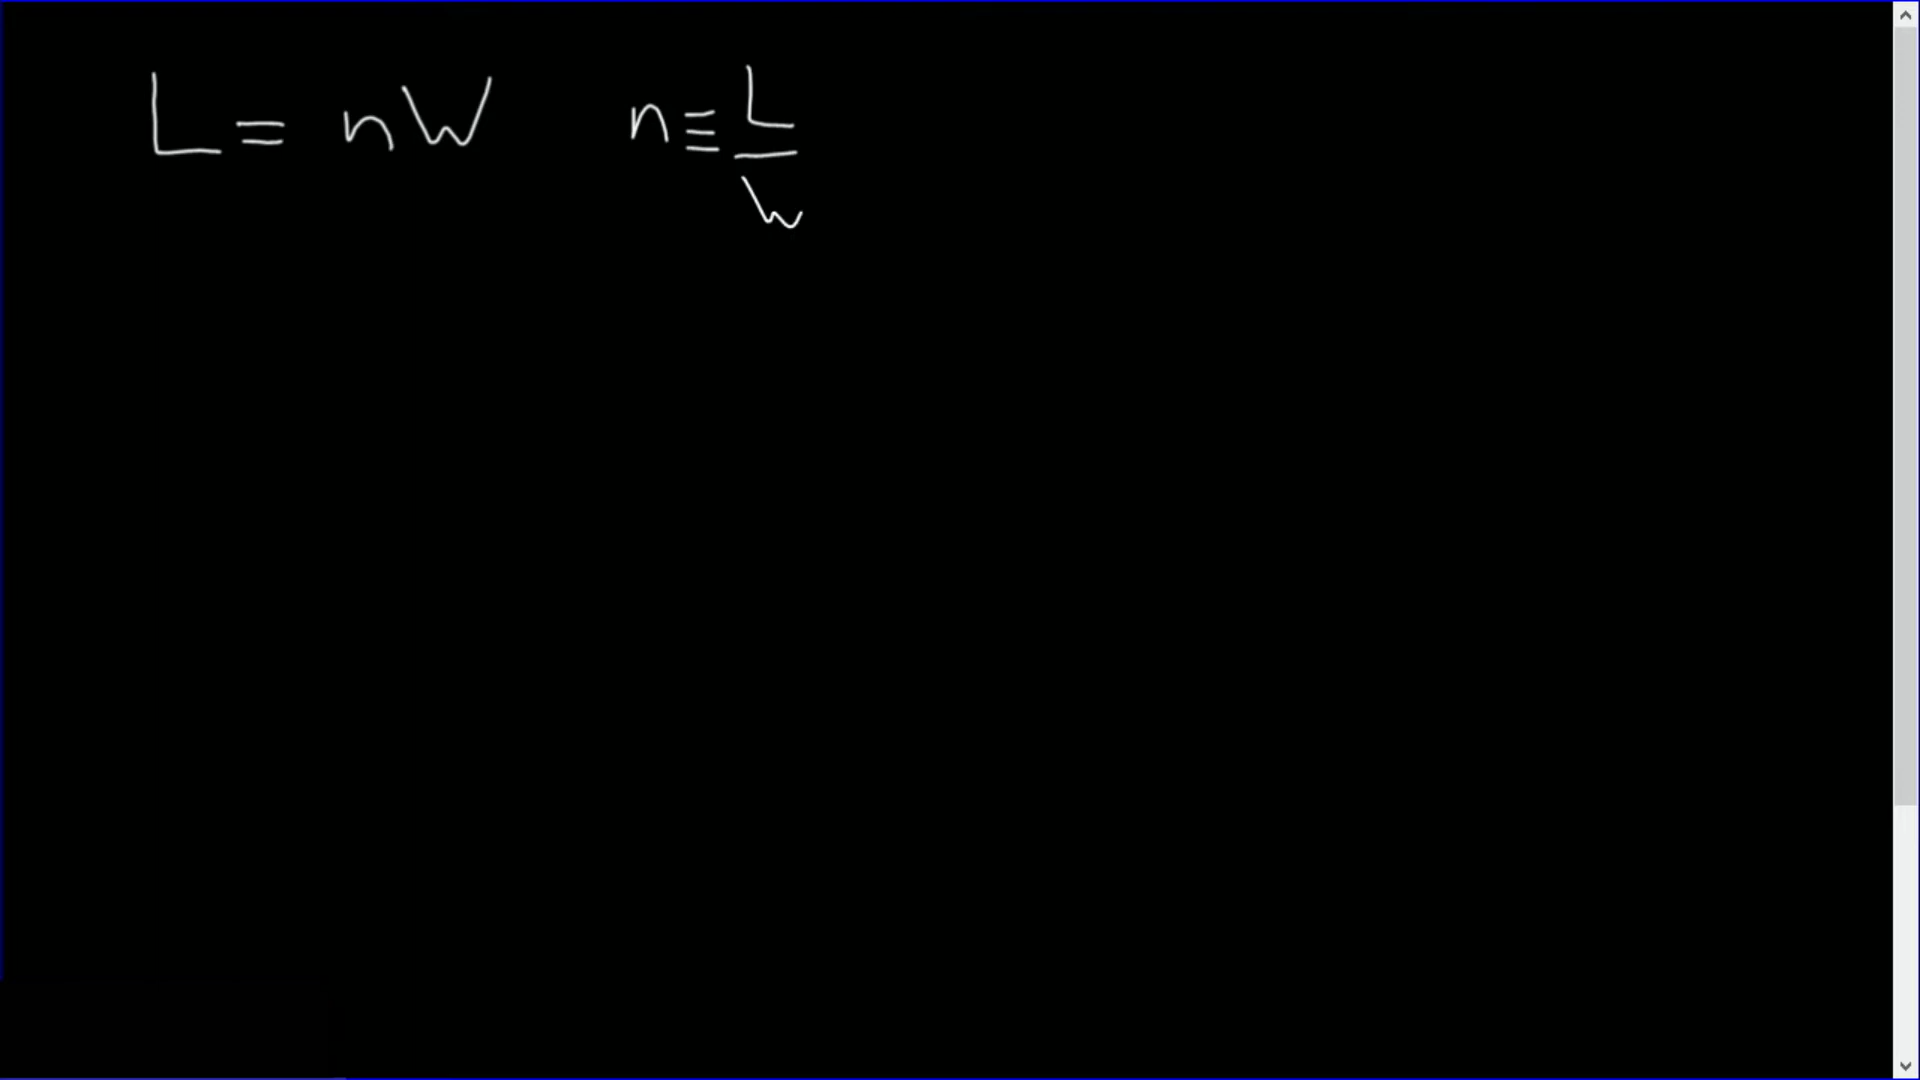 L = nW n ≡ L/W